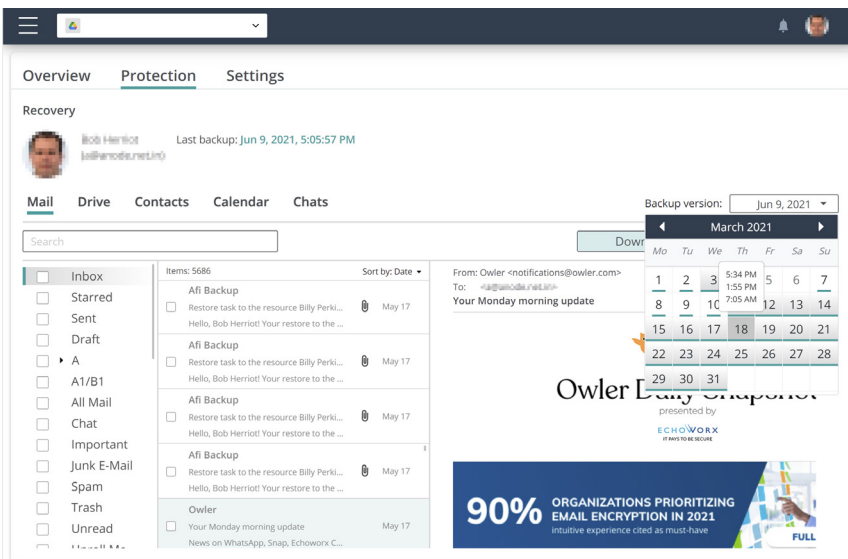 Overview Protection Settings
Recovery
Last backup: Jun 9, 2021, 5:05:57 PM
Mail Drive Contacts Calendar Chats
Backup version: Jun 9, 2021
Search
Down
March 2021
Mo Tu We Th Fr Sa Su
1 2 3 5 6 7
8 9 10 12 13 14
15 16 17 18 19 20 21
22 23 24 25 26 27 28
29 30 31
5:34 PM
1:55 PM
7:05 AM
Inbox
Starred
Sent
Draft
A
A1/B1
All Mail
Chat
Important
Junk E-Mail
Spam
Trash
Unread
Items: 5686 Sort by: Date
Afi Backup
Restore task to the resource Billy Perki... May 17
Hello, Bob Herriot! Your restore to the ...
Afi Backup
Restore task to the resource Billy Perki... May 17
Hello, Bob Herriot! Your restore to the ...
Afi Backup
Restore task to the resource Billy Perki... May 17
Hello, Bob Herriot! Your restore to the ...
Afi Backup
Restore task to the resource Billy Perki... May 17
Hello, Bob Herriot! Your restore to the ...
Owler
Your Monday morning update May 17
News on WhatsApp, Snap, Echoworx C...
From: Owler <notifications@owler.com>
To:
Your Monday morning update
Owler Daily Snapshot
presented by
ECHOWORX
IT PAYS TO BE SECURE
90% ORGANIZATIONS PRIORITIZING
EMAIL ENCRYPTION IN 2021
intuitive experience cited as must-have
FULL